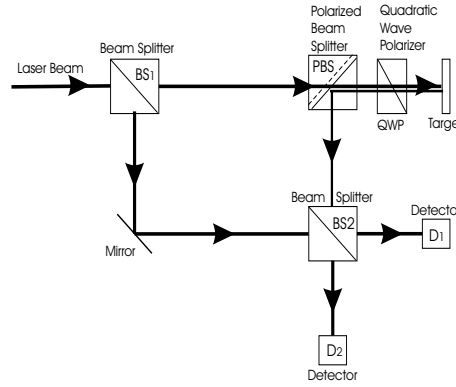 Polarized
Beam
Splitter
Quadratic
Wave
Polarizer
Beam Splitter
Laser Beam
BS1
PBS
QWP
Targe
Beam Splitter
BS2
Mirror
Detecto
D1
D2
Detector